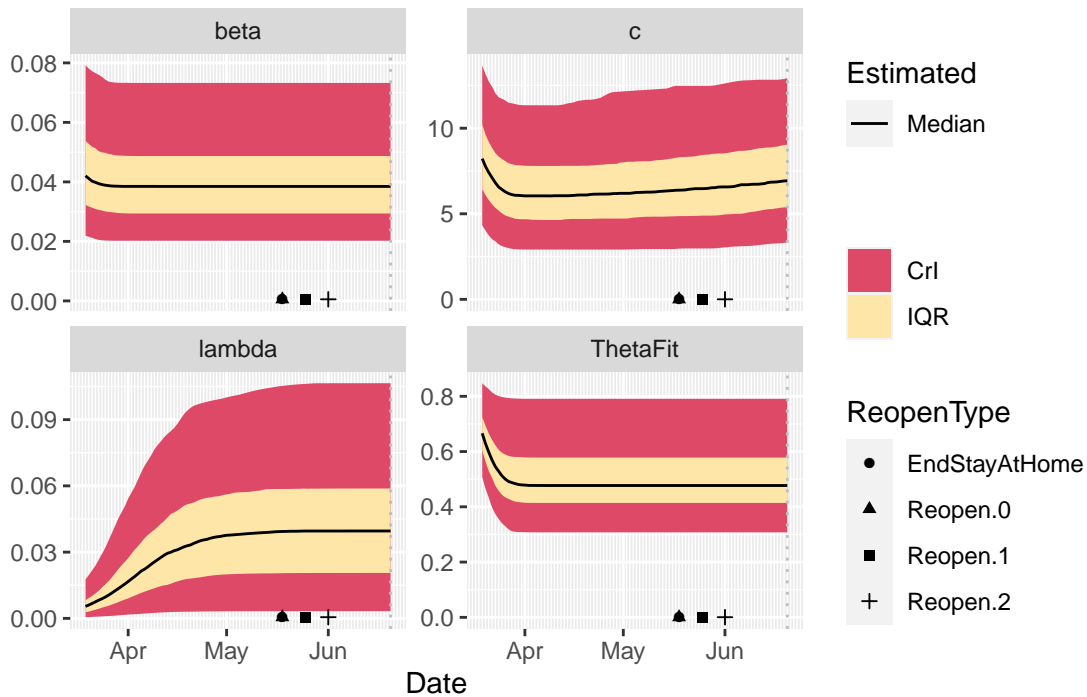 beta
c
0.08
0.06
0.04
0.02
0.00
10
5
0
lambda
ThetaFit
0.09
0.06
0.03
0.00
0.8
0.6
0.4
0.2
0.0
Apr May Jun
Apr May Jun
Date
Estimated
Median
CrI
IQR
ReopenType
EndStayAtHome
Reopen.0
Reopen.1
Reopen.2